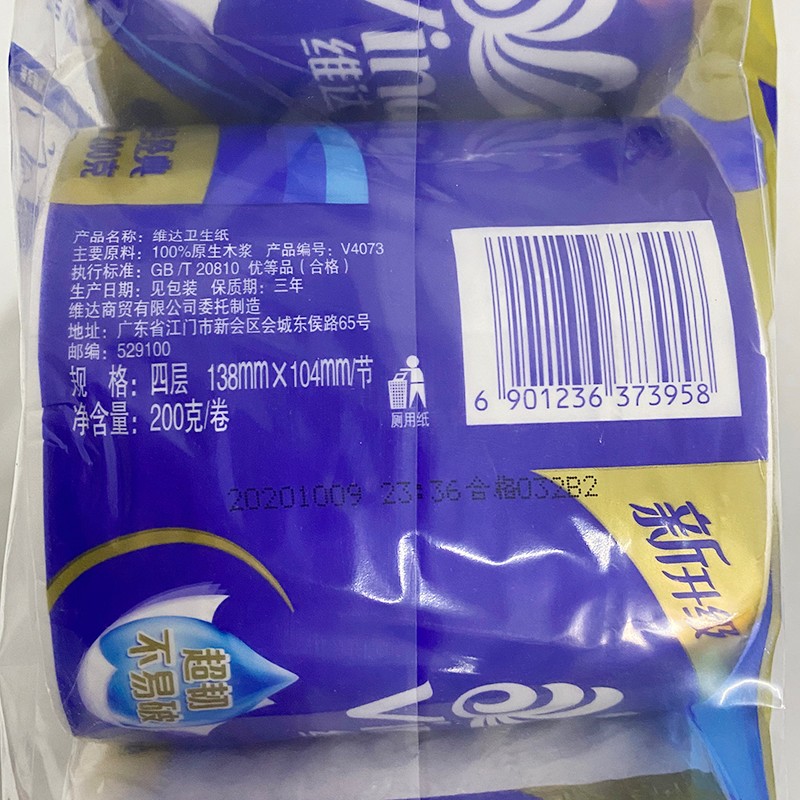 Vinda
维达
200克
产品名称：维达卫生纸
主要原料：100%原生木浆 产品编号：V4073
执行标准：GB/T 20810 优等品（合格）
生产日期：见包装 保质期：三年
维达商贸有限公司委托制造
地址：广东省江门市新会区会城东侯路65号
邮编：529100
规 格：四层 138mm×104mm/节
净含量：200克/卷
厕用纸
6 901236 373958
20201009 23:36合格032B2
新升级
超韧
不易破
V